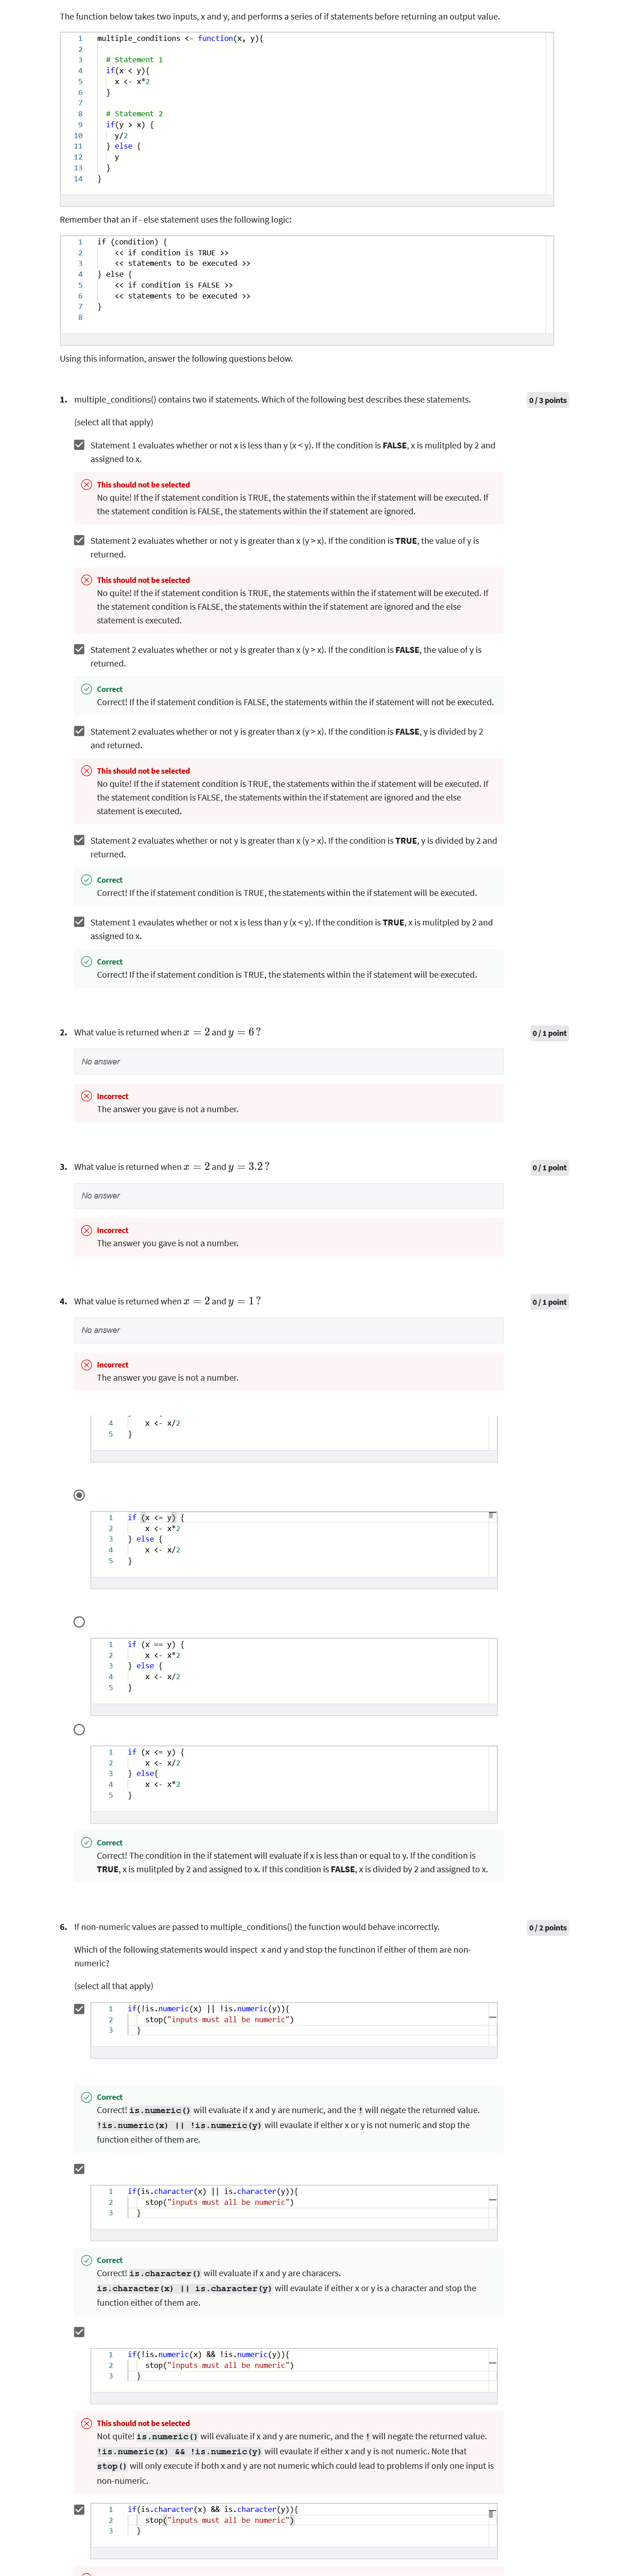 The function below takes two inputs, x and y, and performs a series of if statements before returning an output value.
1 multiple_conditions <- function(x, y){
2
3 # Statement 1
4 if(x < y){
5 x <- x*2
6 }
7
8 # Statement 2
9 if(y > x) {
10 y/2
11 } else {
12 y
13 }
14 }
Remember that an if - else statement uses the following logic:
1 if (condition) {
2 << if condition is TRUE >>
3 << statements to be executed >>
4 } else {
5 << if condition is FALSE >>
6 << statements to be executed >>
7 }
8
Using this information, answer the following questions below.
1. multiple_conditions() contains two if statements. Which of the following best describes these statements.
0 / 3 points
(select all that apply)
Statement 1 evaluates whether or not x is less than y (x < y). If the condition is FALSE, x is mulitpled by 2 and
assigned to x.
This should not be selected
No quite! If the if statement condition is TRUE, the statements within the if statement will be executed. If
the statement condition is FALSE, the statements within the if statement are ignored.
Statement 2 evaluates whether or not y is greater than x (y > x). If the condition is TRUE, the value of y is
returned.
This should not be selected
No quite! If the if statement condition is TRUE, the statements within the if statement will be executed. If
the statement condition is FALSE, the statements within the if statement are ignored and the else
statement is executed.
Statement 2 evaluates whether or not y is greater than x (y > x). If the condition is FALSE, the value of y is
returned.
Correct
Correct! If the if statement condition is FALSE, the statements within the if statement will not be executed.
Statement 2 evaluates whether or not y is greater than x (y > x). If the condition is FALSE, y is divided by 2
and returned.
This should not be selected
No quite! If the if statement condition is TRUE, the statements within the if statement will be executed. If
the statement condition is FALSE, the statements within the if statement are ignored and the else
statement is executed.
Statement 2 evaluates whether or not y is greater than x (y > x). If the condition is TRUE, y is divided by 2 and
returned.
Correct
Correct! If the if statement condition is TRUE, the statements within the if statement will be executed.
Statement 1 evaulates whether or not x is less than y (x < y). If the condition is TRUE, x is mulitpled by 2 and
assigned to x.
Correct
Correct! If the if statement condition is TRUE, the statements within the if statement will be executed.
2. What value is returned when x = 2 and y = 6 ?
0 / 1 point
No answer
Incorrect
The answer you gave is not a number.
3. What value is returned when x = 2 and y = 3.2 ?
0 / 1 point
No answer
Incorrect
The answer you gave is not a number.
4. What value is returned when x = 2 and y = 1 ?
0 / 1 point
No answer
Incorrect
The answer you gave is not a number.
4 x <- x/2
5 }
1 if (x <= y) {
2 x <- x*2
3 } else {
4 x <- x/2
5 }
1 if (x == y) {
2 x <- x*2
3 } else {
4 x <- x/2
5 }
1 if (x <= y) {
2 x <- x/2
3 } else{
4 x <- x*2
5 }
Correct
Correct! The condition in the if statement will evaluate if x is less than or equal to y. If the condition is
TRUE, x is mulitpled by 2 and assigned to x. If this condition is FALSE, x is divided by 2 and assigned to x.
6. If non-numeric values are passed to multiple_conditions() the function would behave incorrectly.
0 / 2 points
Which of the following statements would inspect x and y and stop the functinon if either of them are non-
numeric?
(select all that apply)
1 if(!is.numeric(x) || !is.numeric(y)){
2 stop("inputs must all be numeric")
3 }
Correct
Correct! is.numeric() will evaluate if x and y are numeric, and the ! will negate the returned value.
!is.numeric(x) || !is.numeric(y) will evaulate if either x or y is not numeric and stop the
function either of them are.
1 if(is.character(x) || is.character(y)){
2 stop("inputs must all be numeric")
3 }
Correct
Correct! is.character() will evaluate if x and y are characers.
is.character(x) || is.character(y) will evaulate if either x or y is a character and stop the
function either of them are.
1 if(!is.numeric(x) && !is.numeric(y)){
2 stop("inputs must all be numeric")
3 }
This should not be selected
Not quite! is.numeric() will evaluate if x and y are numeric, and the ! will negate the returned value.
!is.numeric(x) && !is.numeric(y) will evaulate if either x and y is not numeric. Note that
stop() will only execute if both x and y are not numeric which could lead to problems if only one input is
non-numeric.
1 if(is.character(x) && is.character(y)){
2 stop("inputs must all be numeric")
3 }